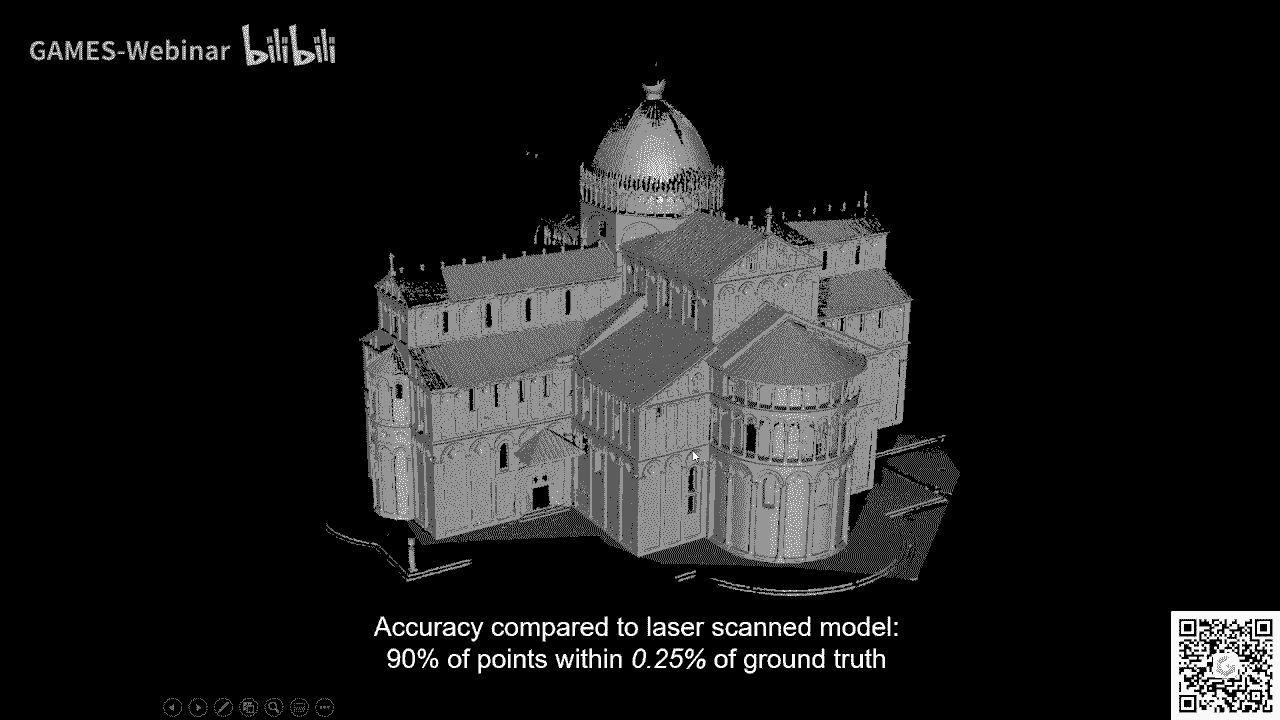 GAMES-Webinar bilibili
Accuracy compared to laser scanned model:
90% of points within 0.25% of ground truth